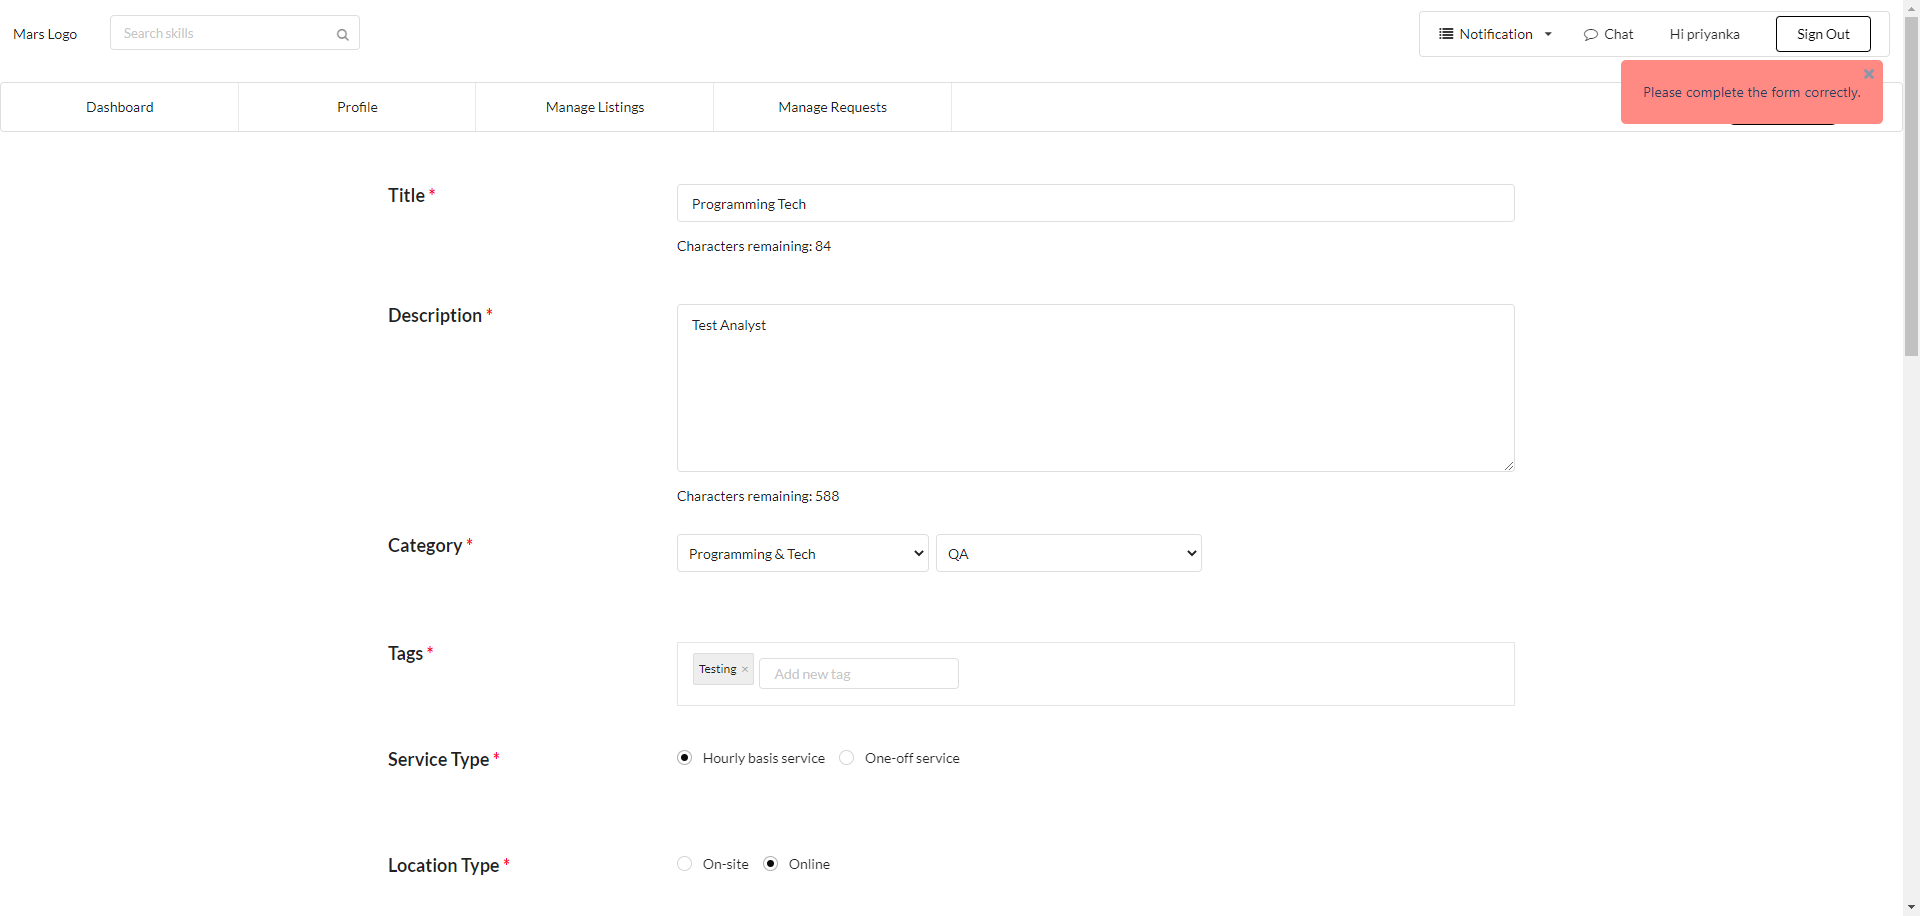 Mars Logo
Search skills
Notification
Chat
Hi priyanka
Sign Out
Please complete the form correctly.
Dashboard
Profile
Manage Listings
Manage Requests
Title *
Programming Tech
Characters remaining: 84
Description *
Test Analyst
Characters remaining: 588
Category *
Programming & Tech
QA
Tags *
Testing ×
Add new tag
Service Type *
Hourly basis service
One-off service
Location Type *
On-site
Online